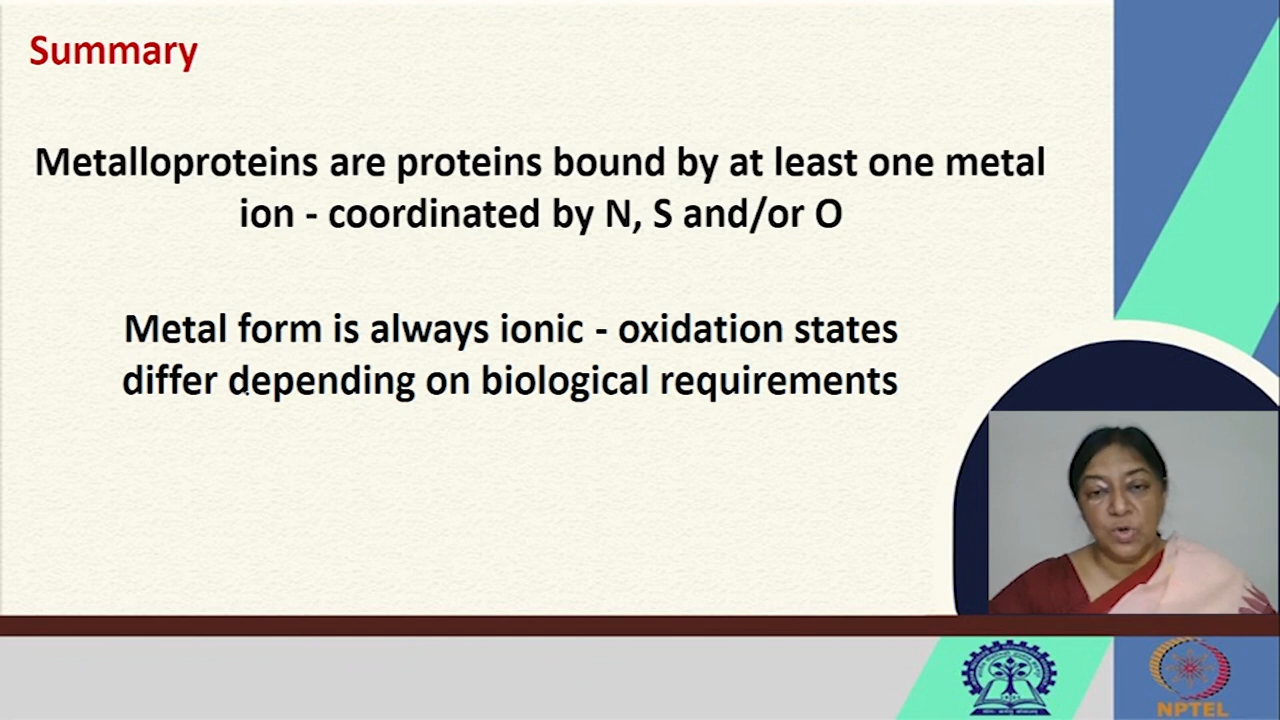 Summary
Metalloproteins are proteins bound by at least one metal
ion - coordinated by N, S and/or O
Metal form is always ionic - oxidation states
differ depending on biological requirements
NPTEL